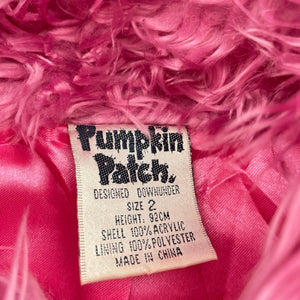 Pumpkin
Patch.
DESIGNED DOWNUNDER
SIZE 2
HEIGHT: 92CM
SHELL 100% ACRYLIC
LINING 100% POLYESTER
MADE IN CHINA